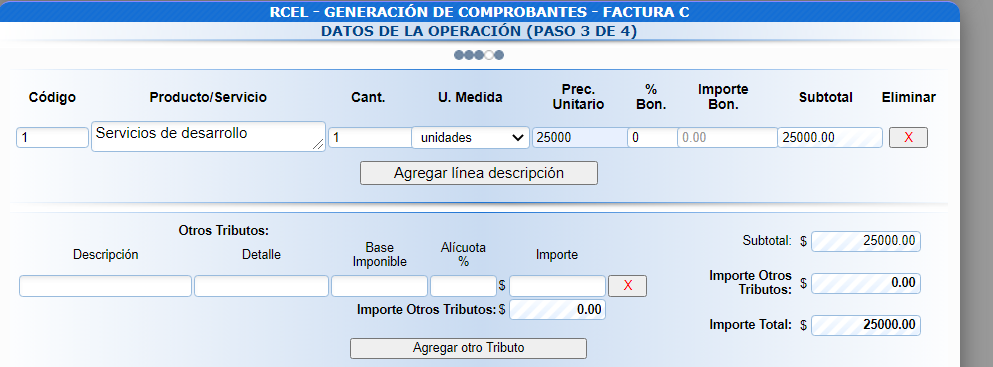 RCEL - GENERACIÓN DE COMPROBANTES - FACTURA C
DATOS DE LA OPERACIÓN (PASO 3 DE 4)
Código Producto/Servicio Cant. U. Medida Prec. Unitario % Bon. Importe Bon. Subtotal Eliminar
1 Servicios de desarrollo 1 unidades 25000 0 0.00 25000.00 X
Agregar línea descripción
Otros Tributos:
Descripción Detalle Base Imponible Alícuota % Importe
$ X
Importe Otros Tributos: $ 0.00
Agregar otro Tributo
Subtotal: $ 25000.00
Importe Otros Tributos: $ 0.00
Importe Total: $ 25000.00